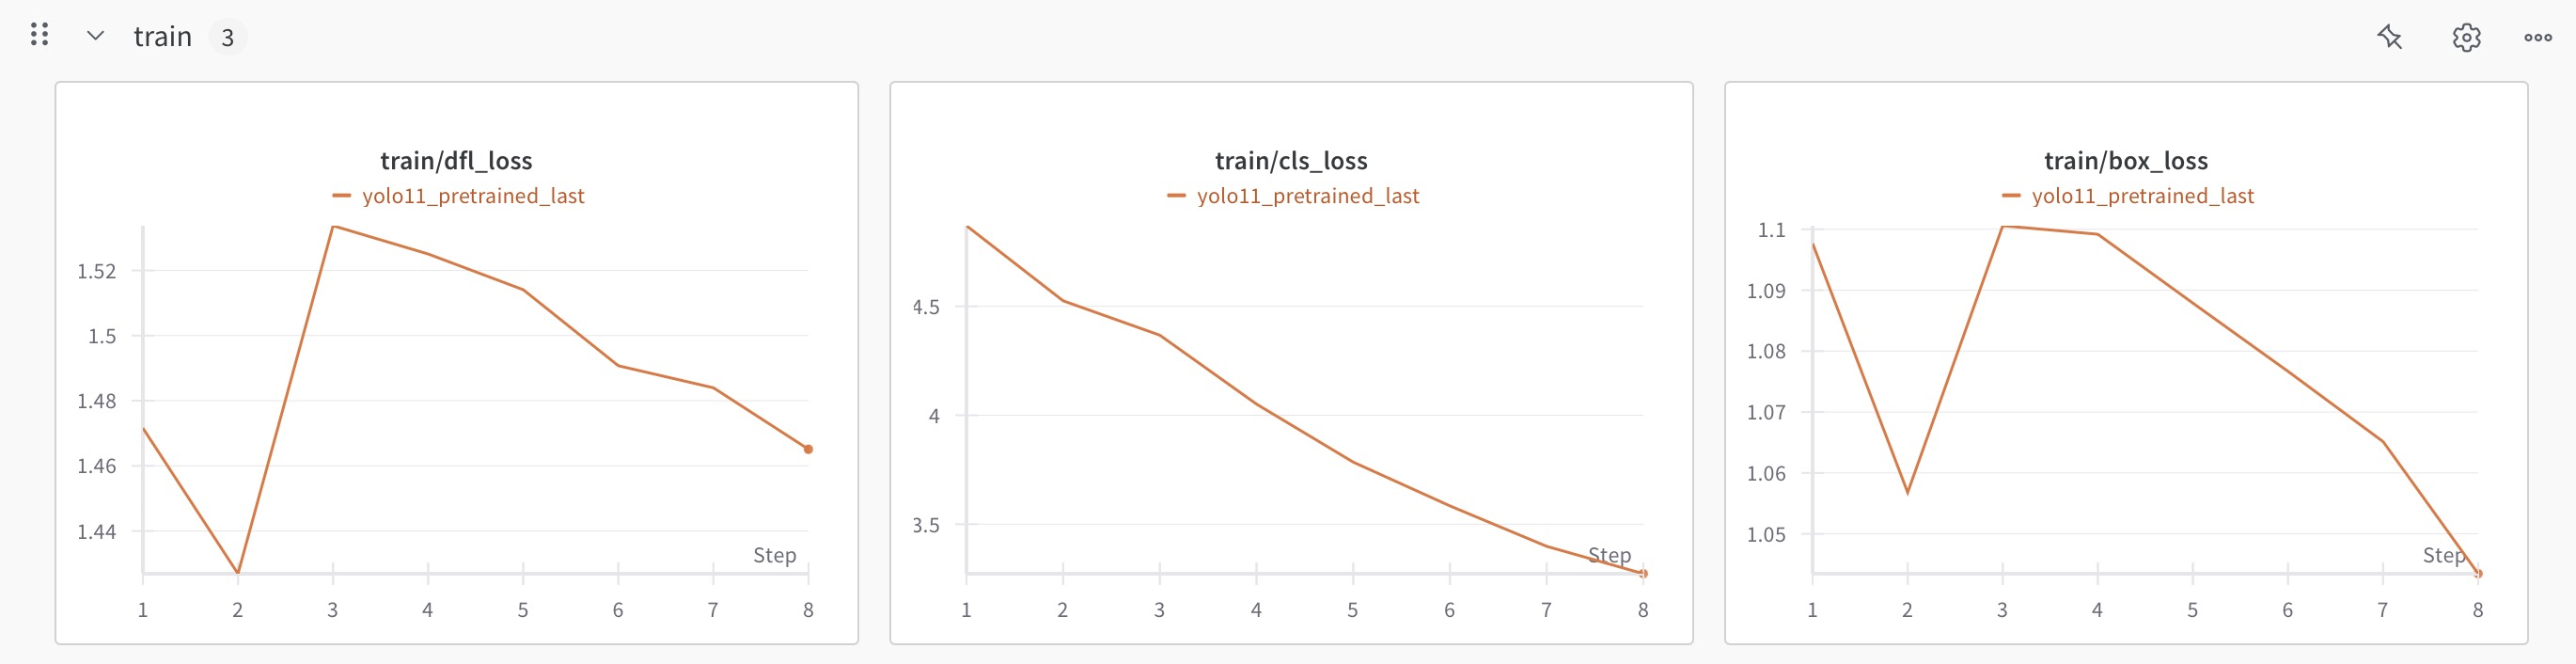 train 3
train/dfl_loss
yolo11_pretrained_last
1.52
1.5
1.48
1.46
1.44
Step
1 2 3 4 5 6 7 8
train/cls_loss
yolo11_pretrained_last
4.5
4
3.5
Step
1 2 3 4 5 6 7 8
train/box_loss
yolo11_pretrained_last
1.1
1.09
1.08
1.07
1.06
1.05
Step
1 2 3 4 5 6 7 8